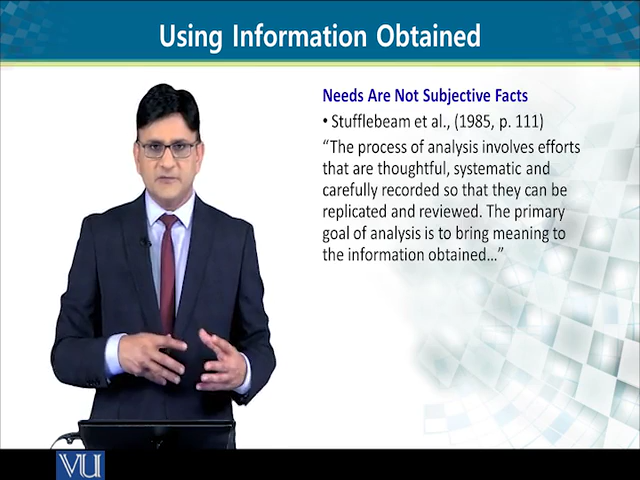 Using Information Obtained
Needs Are Not Subjective Facts
• Stufflebeam et al., (1985, p. 111)
“The process of analysis involves efforts
that are thoughtful, systematic and
carefully recorded so that they can be
replicated and reviewed. The primary
goal of analysis is to bring meaning to
the information obtained…”
VU